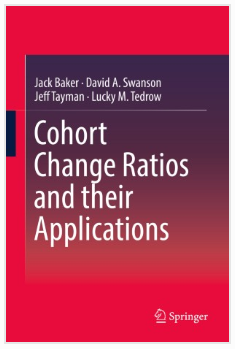 Jack Baker · David A. Swanson
Jeff Tayman · Lucky M. Tedrow
Cohort
Change Ratios
and their
Applications
Springer